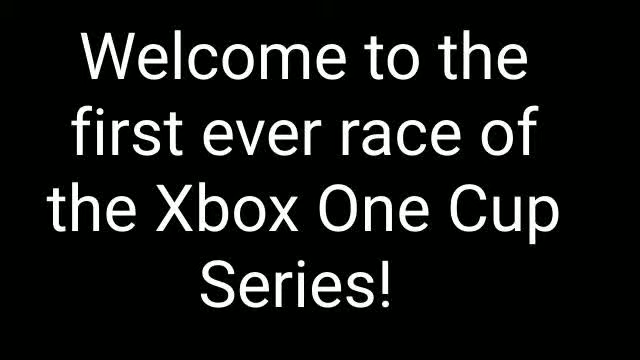 Welcome to the
first ever race of
the Xbox One Cup
Series!